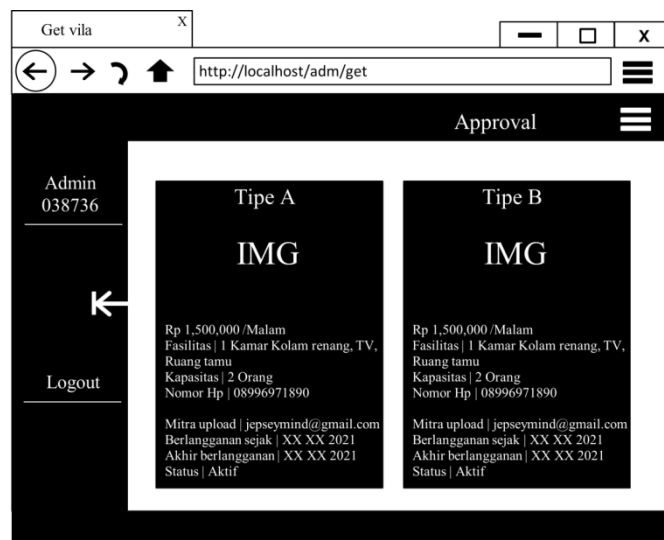 Get vila
X
X
http://localhost/adm/get
Approval
Admin
038736
Logout
Tipe A
IMG
Rp 1,500,000 /Malam
Fasilitas | 1 Kamar Kolam renang, TV,
Ruang tamu
Kapasitas | 2 Orang
Nomor Hp | 08996971890
Mitra upload | jepseymind@gmail.com
Berlangganan sejak | XX XX 2021
Akhir berlangganan | XX XX 2021
Status | Aktif
Tipe B
IMG
Rp 1,500,000 /Malam
Fasilitas | 1 Kamar Kolam renang, TV,
Ruang tamu
Kapasitas | 2 Orang
Nomor Hp | 08996971890
Mitra upload | jepseymind@gmail.com
Berlangganan sejak | XX XX 2021
Akhir berlangganan | XX XX 2021
Status | Aktif